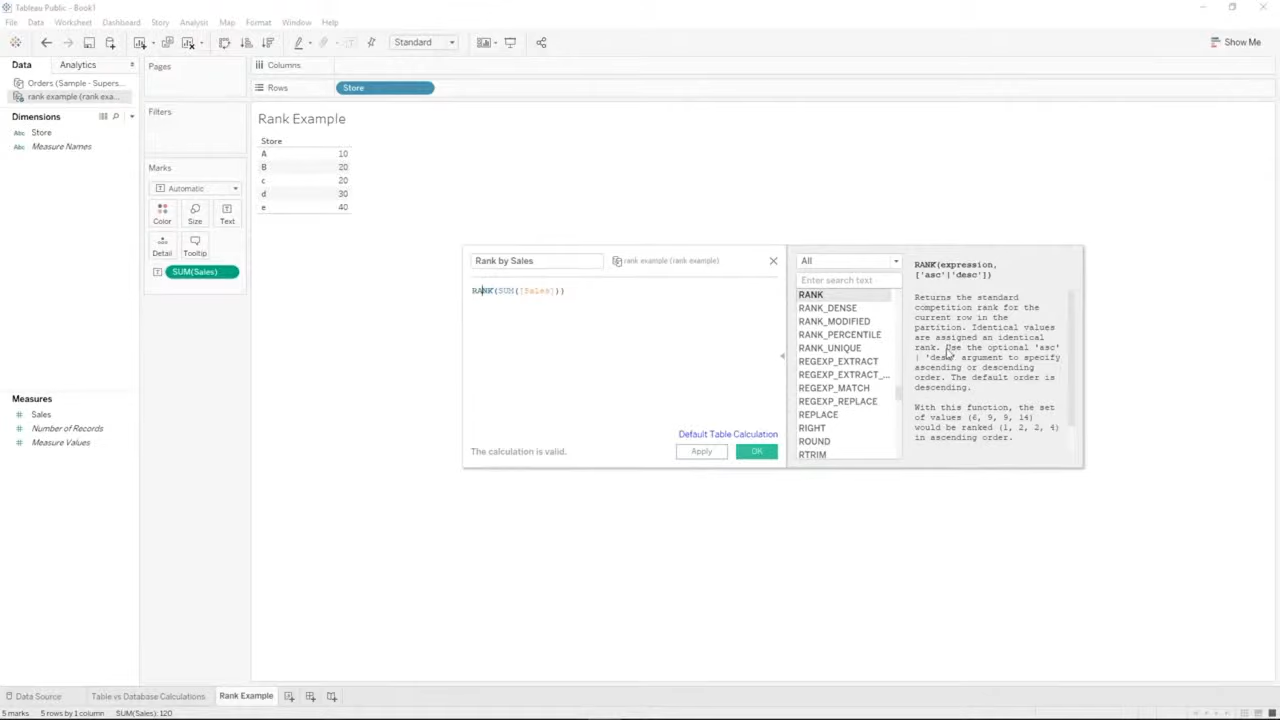 Tableau Public - Book1
File Data Worksheet Dashboard Story Analysis Map Format Window Help
Standard
Show Me
Data Analytics
Pages
Columns
Orders (Sample - Supers...
rank example (rank exa...
Rows Store
Dimensions
Filters
Abc Store
Abc Measure Names
Rank Example
Store
A 10
B 20
c 20
d 30
e 40
Marks
Automatic
Color Size Text
Detail Tooltip
SUM(Sales)
Rank by Sales
rank example (rank example)
RANK(SUM([Sales]))
Default Table Calculation
The calculation is valid.
Apply OK
All
Enter search text
RANK
RANK_DENSE
RANK_MODIFIED
RANK_PERCENTILE
RANK_UNIQUE
REGEXP_EXTRACT
REGEXP_EXTRACT_...
REGEXP_MATCH
REGEXP_REPLACE
REPLACE
RIGHT
ROUND
RTRIM
RANK(expression,
['asc'|'desc'])
Returns the standard
competition rank for the
current row in the
partition. Identical values
are assigned an identical
rank. Use the optional 'asc'
| 'desc' argument to specify
ascending or descending
order. The default order is
descending.
With this function, the set
of values (6, 9, 9, 14)
would be ranked (1, 2, 2, 4)
in ascending order.
Measures
# Sales
# Number of Records
# Measure Values
Data Source Table vs Database Calculations Rank Example
5 marks 5 rows by 1 column SUM(Sales): 120